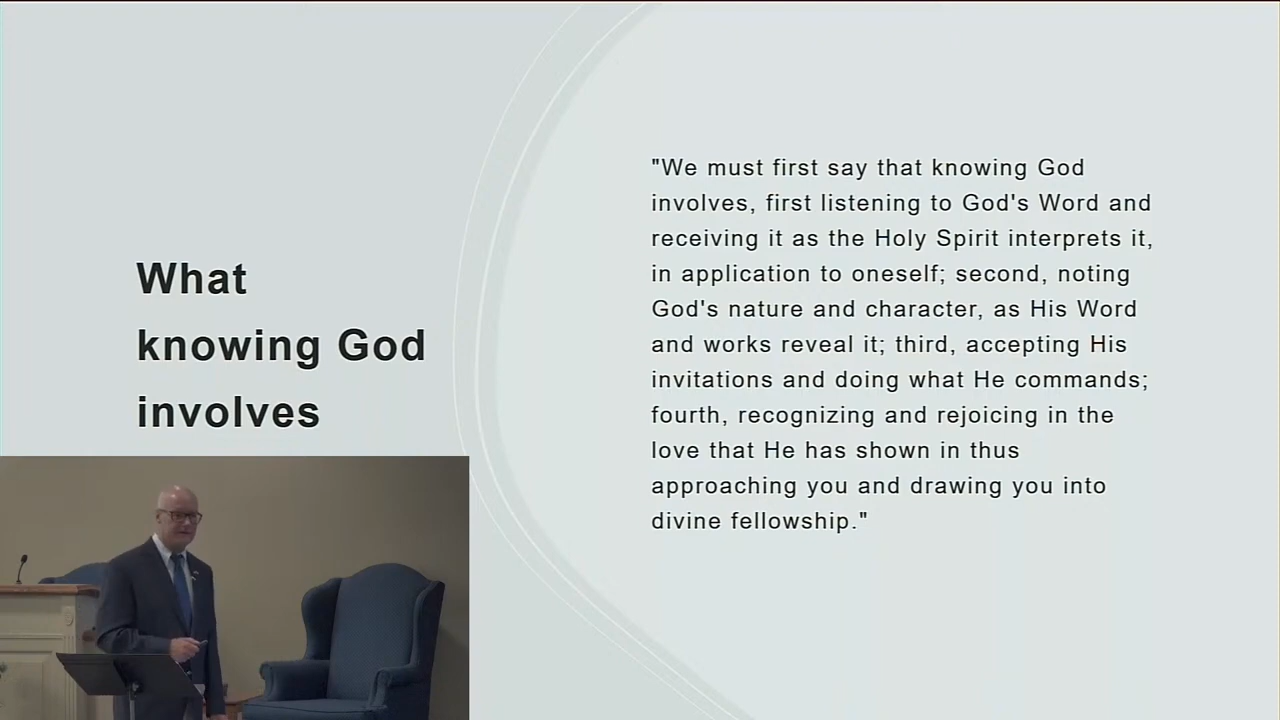 What
knowing God
involves
"We must first say that knowing God
involves, first listening to God's Word and
receiving it as the Holy Spirit interprets it,
in application to oneself; second, noting
God's nature and character, as His Word
and works reveal it; third, accepting His
invitations and doing what He commands;
fourth, recognizing and rejoicing in the
love that He has shown in thus
approaching you and drawing you into
divine fellowship."